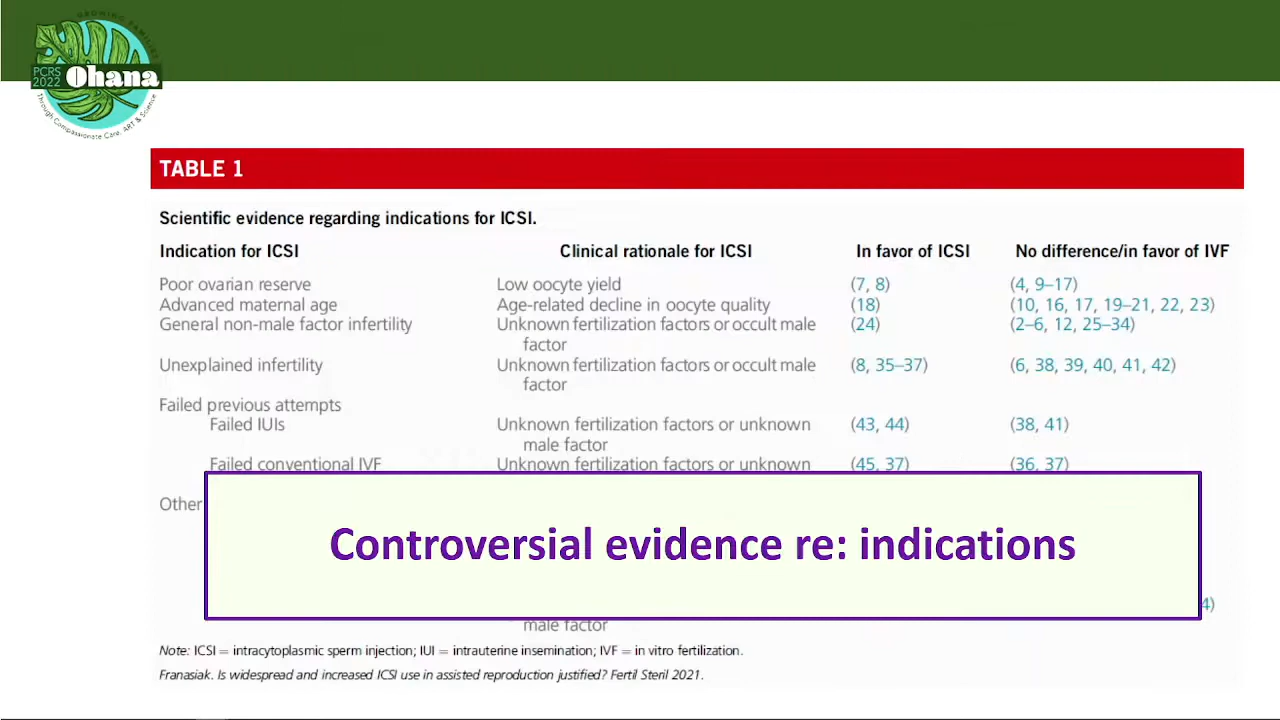 GROWING FAMILIES
PCRS
2022 Ohana
Through Compassionate Care, ART & Science
TABLE 1
Scientific evidence regarding indications for ICSI.
Indication for ICSI Clinical rationale for ICSI In favor of ICSI No difference/in favor of IVF
Poor ovarian reserve Low oocyte yield (7, 8) (4, 9–17)
Advanced maternal age Age-related decline in oocyte quality (18) (10, 16, 17, 19–21, 22, 23)
General non-male factor infertility Unknown fertilization factors or occult male (24) (2–6, 12, 25–34)
factor
Unexplained infertility Unknown fertilization factors or occult male (8, 35–37) (6, 38, 39, 40, 41, 42)
factor
Failed previous attempts
Failed IUIs Unknown fertilization factors or unknown (43, 44) (38, 41)
male factor
Failed conventional IVF Unknown fertilization factors or unknown (45, 37) (36, 37)
Other
Controversial evidence re: indications
4)
male factor
Note: ICSI = intracytoplasmic sperm injection; IUI = intrauterine insemination; IVF = in vitro fertilization.
Franasiak. Is widespread and increased ICSI use in assisted reproduction justified? Fertil Steril 2021.